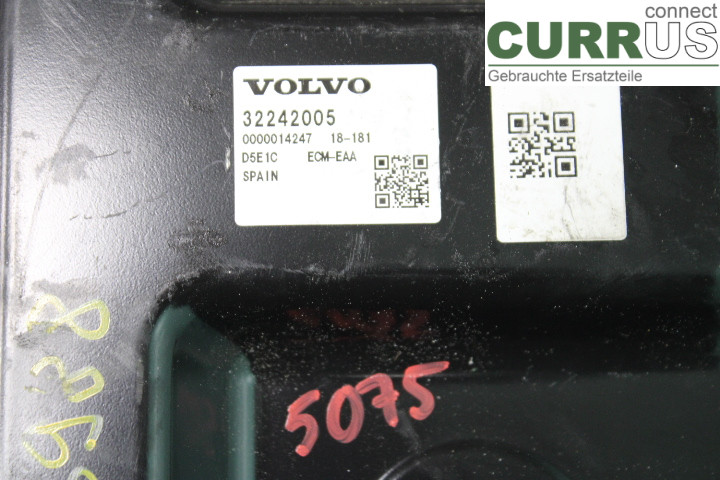 connect
CURRUS
Gebrauchte Ersatzteile
VOLVO
32242005
0000014247 18-181
D5E1C ECM-EAA
SPAIN
5075